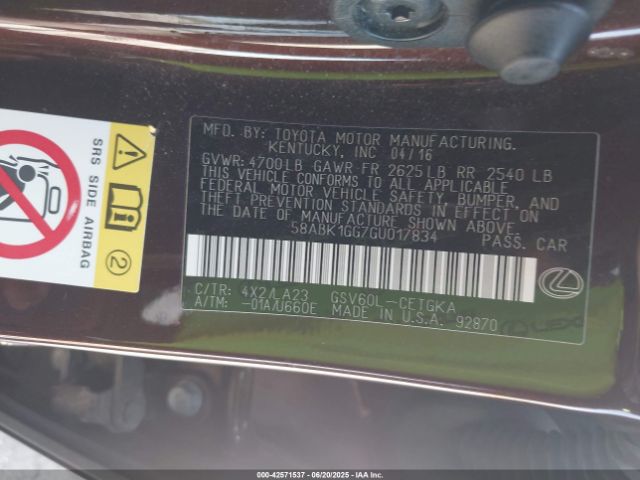 MFD. BY: TOYOTA MOTOR MANUFACTURING.
KENTUCKY, INC 04/16
GVWR: 4700LB GAWR FR 2625LB RR 2540 LB
THIS VEHICLE CONFORMS TO ALL APPLICABLE
FEDERAL MOTOR VEHICLE SAFETY, BUMPER, AND
THEFT PREVENTION STANDARDS IN EFFECT ON
THE DATE OF MANUFACTURE SHOWN ABOVE.
58ABK1GG7GU017834 PASS. CAR
C/TR: 4X2/LA23 GSV60L-CETGKA
A/TM: -01A/U660E MADE IN U.S.A. 92870
SRS SIDE AIRBAG
2
000-42571537 - 06/20/2025 - IAAI.COM